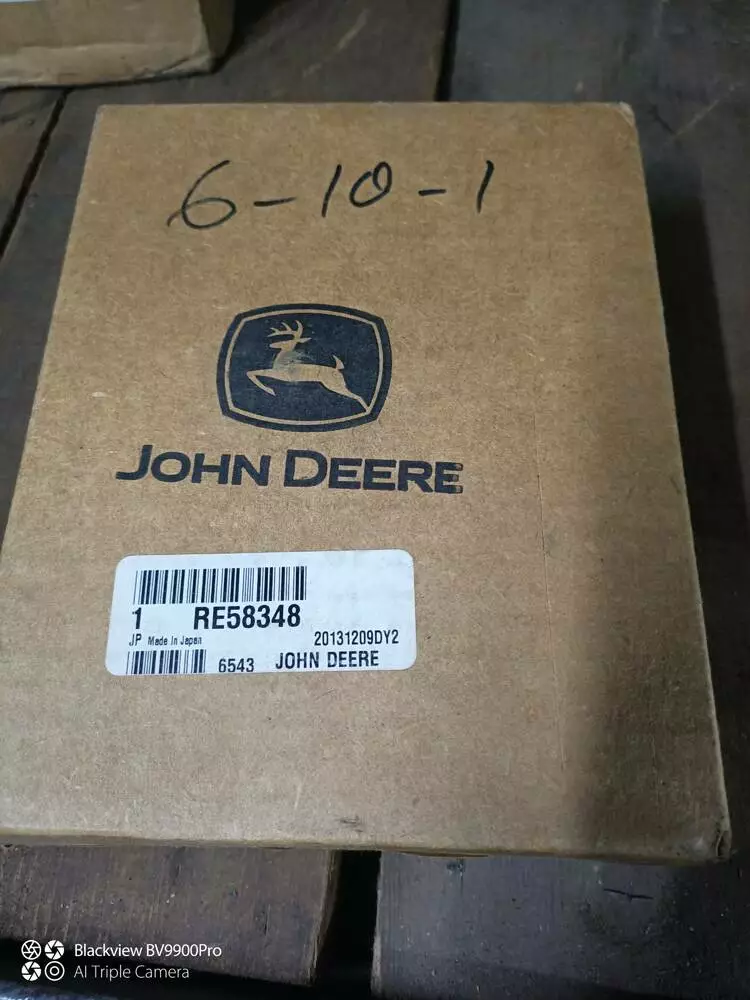 6-10-1
JOHN DEERE
1 RE58348
JP Made In Japan 20131209DY2
6543 JOHN DEERE
Blackview BV9900Pro
AI Triple Camera